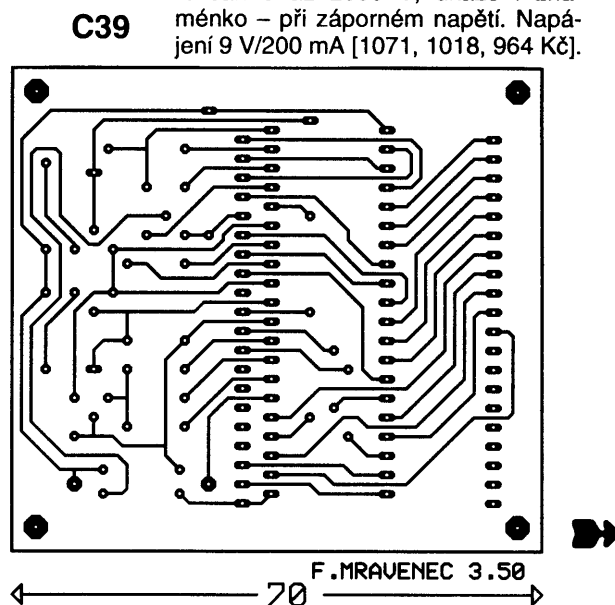 ménko – při záporném napětí. Napá-
C39
jení 9 V/200 mA [1071, 1018, 964 Kč].
F.MRAVENEC 3.50
70